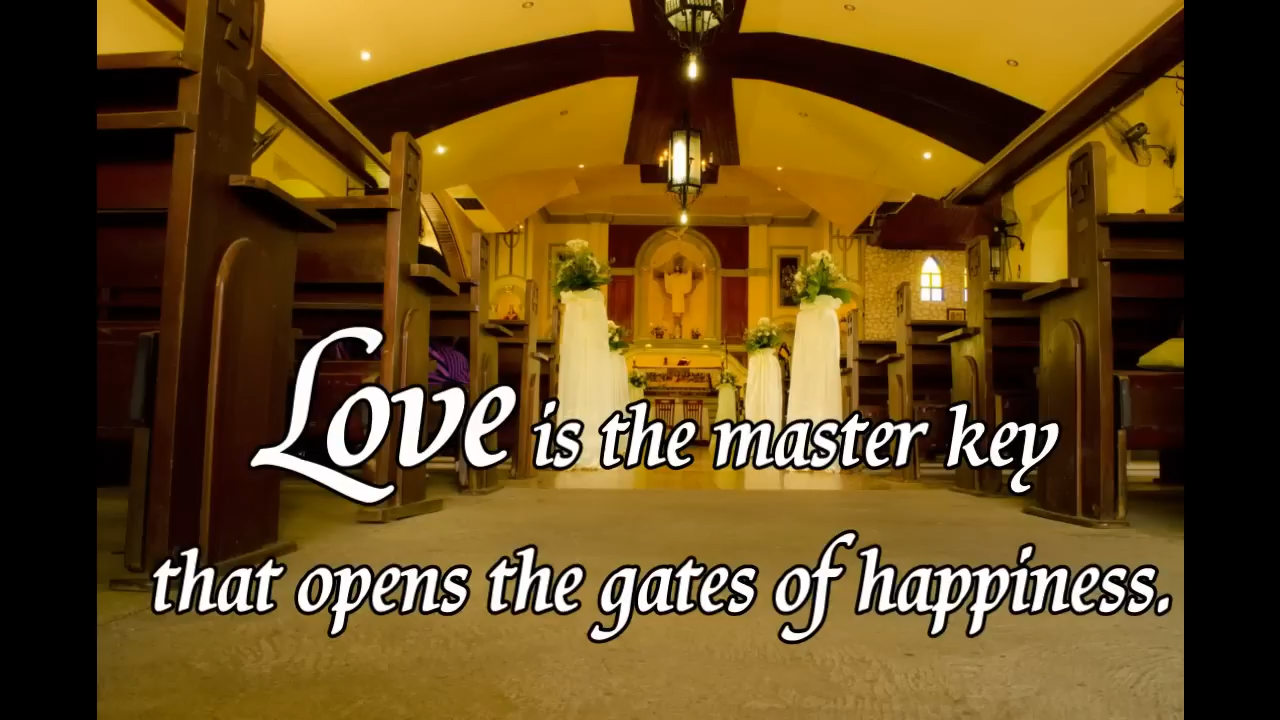 Love is the master key
that opens the gates of happiness.